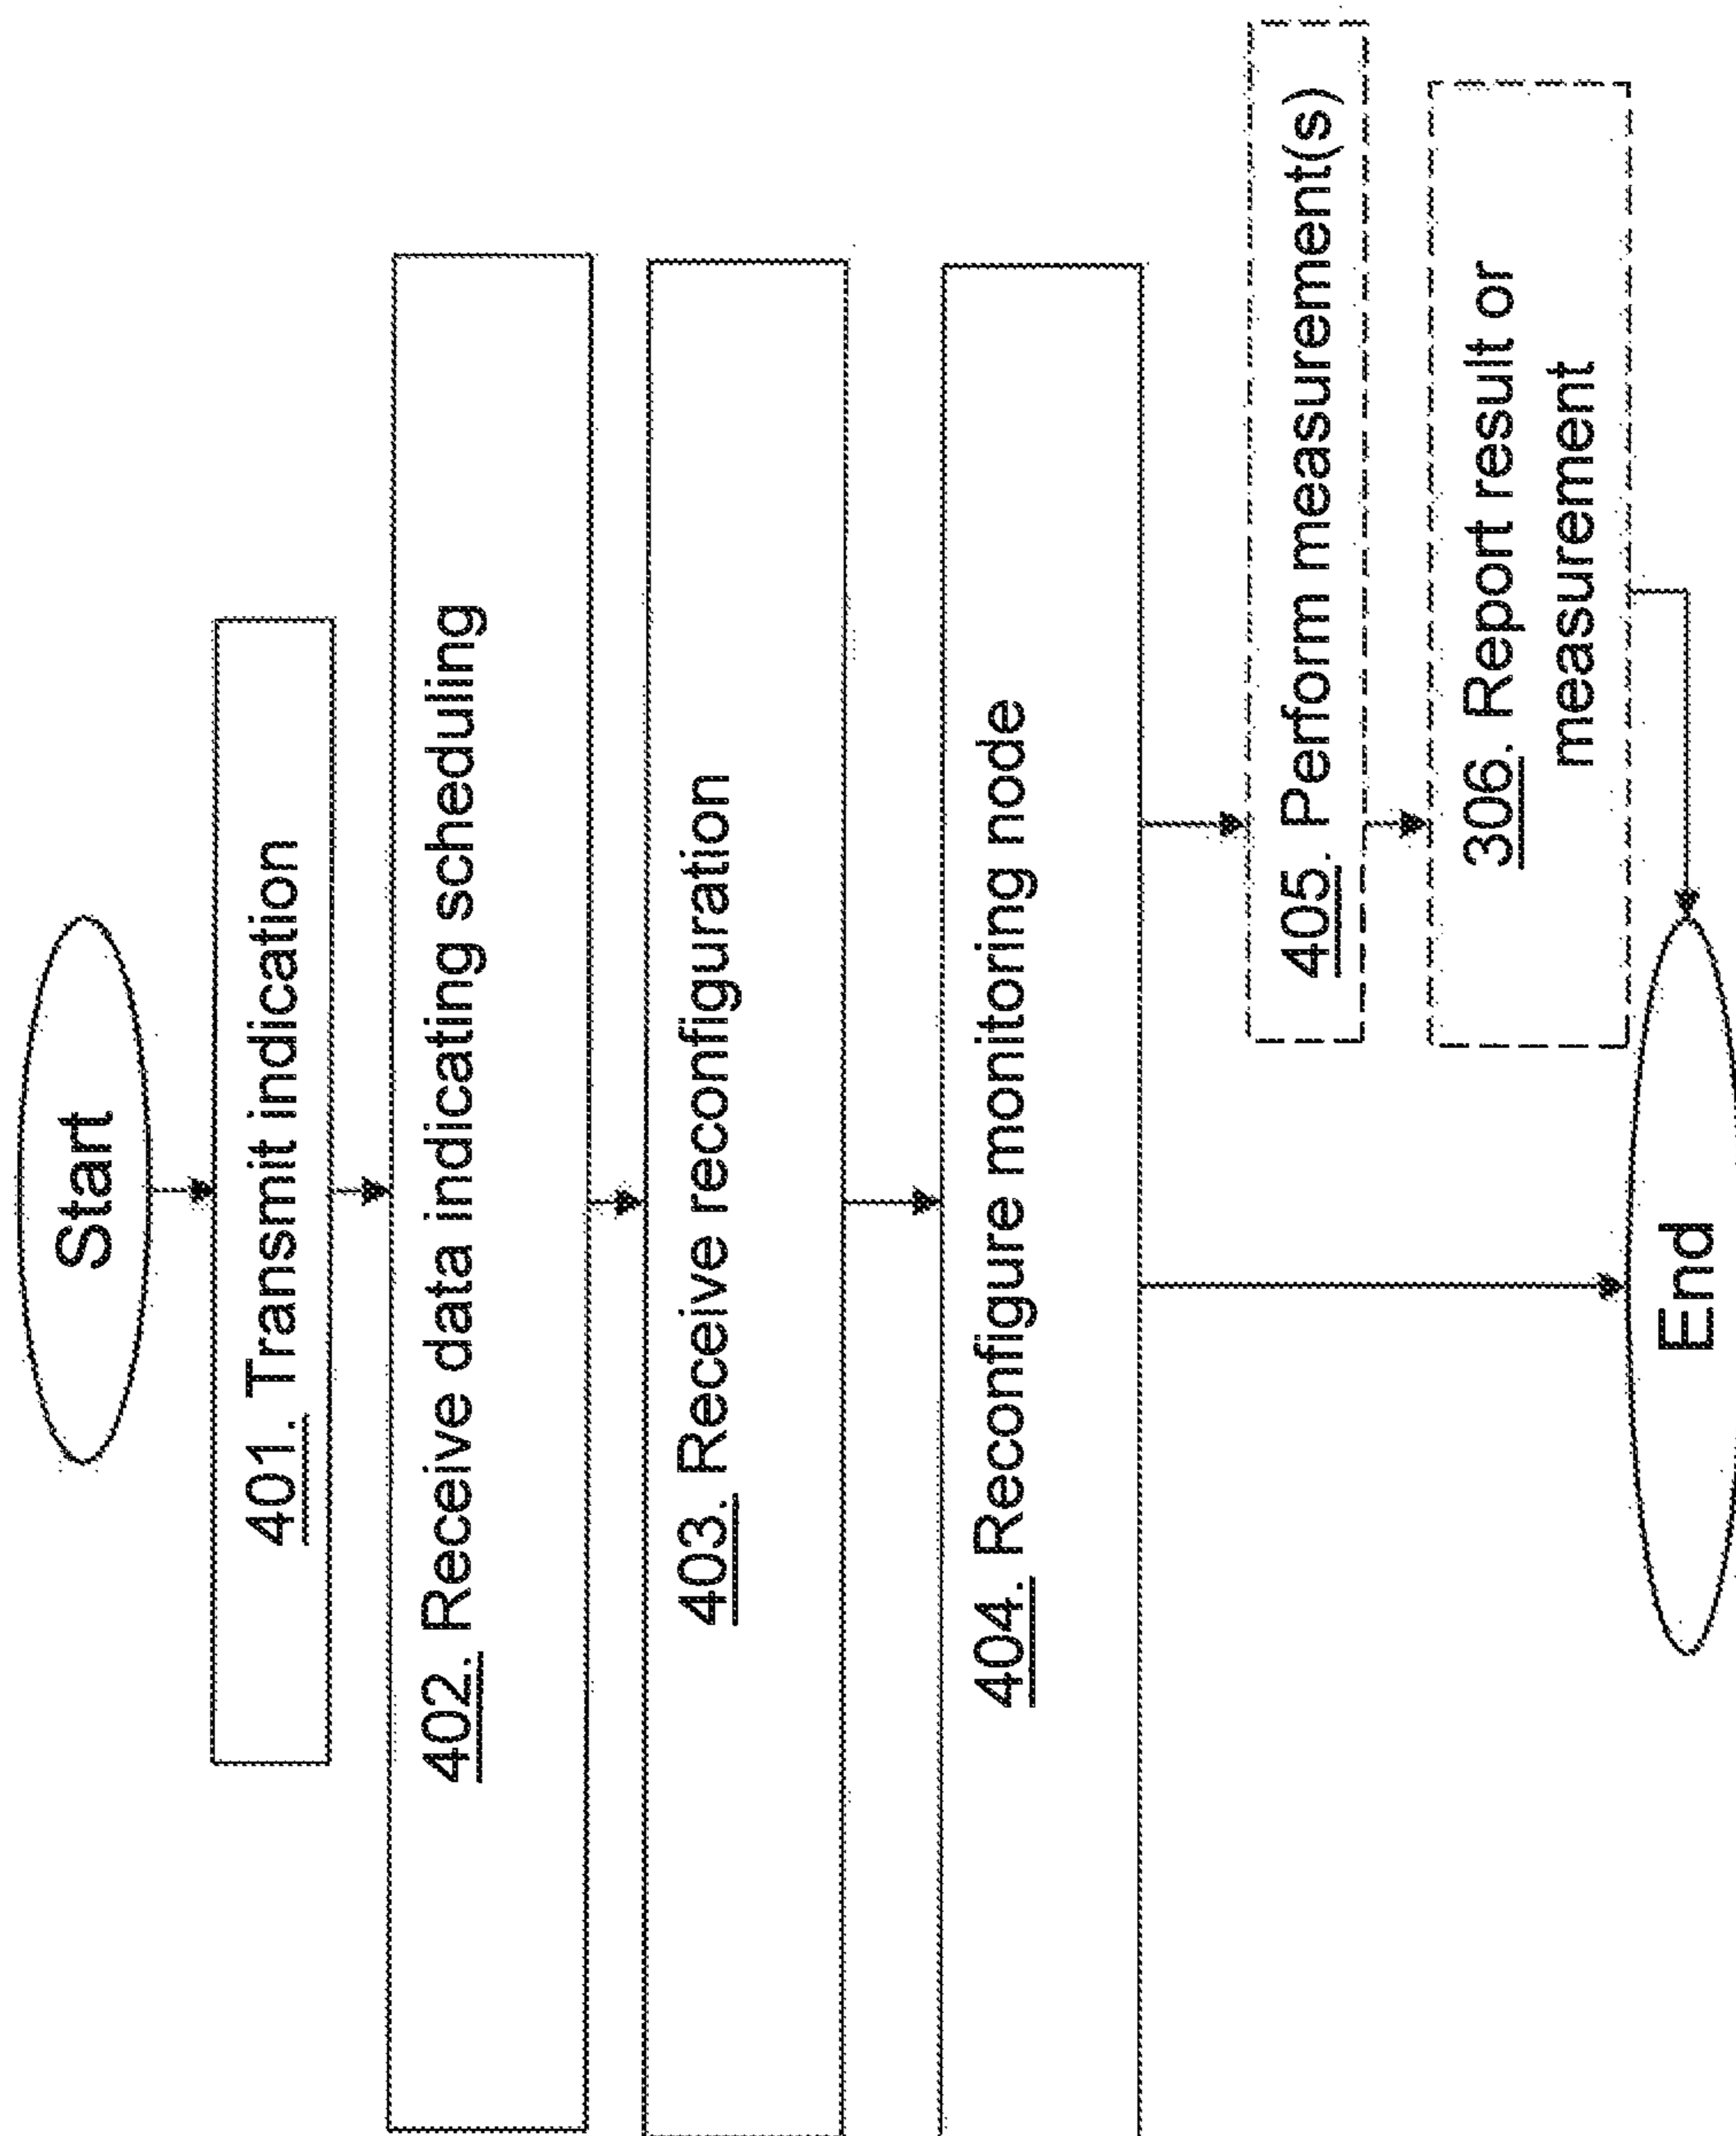 Start
401. Transmit indication
402. Receive data indicating scheduling
403. Receive reconfiguration
404. Reconfigure monitoring node
405. Perform measurement(s)
306. Report result or
measurement
End